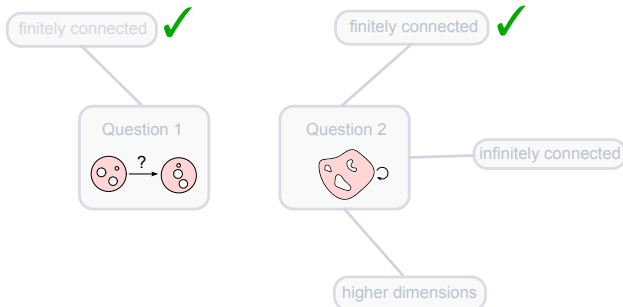 finitely connected
finitely connected
Question 1
?
Question 2
infinitely connected
higher dimensions